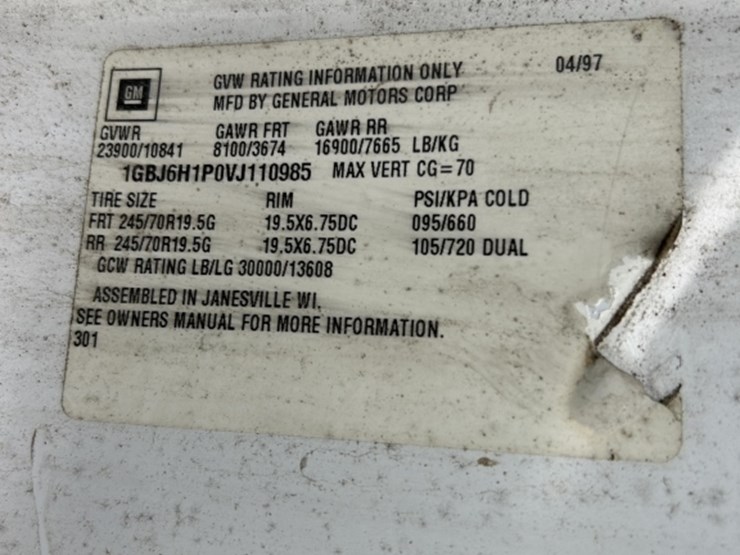 GM GVW RATING INFORMATION ONLY 04/97
MFD BY GENERAL MOTORS CORP
GVWR GAWR FRT GAWR RR
23900/10841 8100/3674 16900/7665 LB/KG
1GBJ6H1P0VJ110985 MAX VERT CG=70
TIRE SIZE RIM PSI/KPA COLD
FRT 245/70R19.5G 19.5X6.75DC 095/660
RR 245/70R19.5G 19.5X6.75DC 105/720 DUAL
GCW RATING LB/LG 30000/13608
ASSEMBLED IN JANESVILLE WI.
SEE OWNERS MANUAL FOR MORE INFORMATION.
301